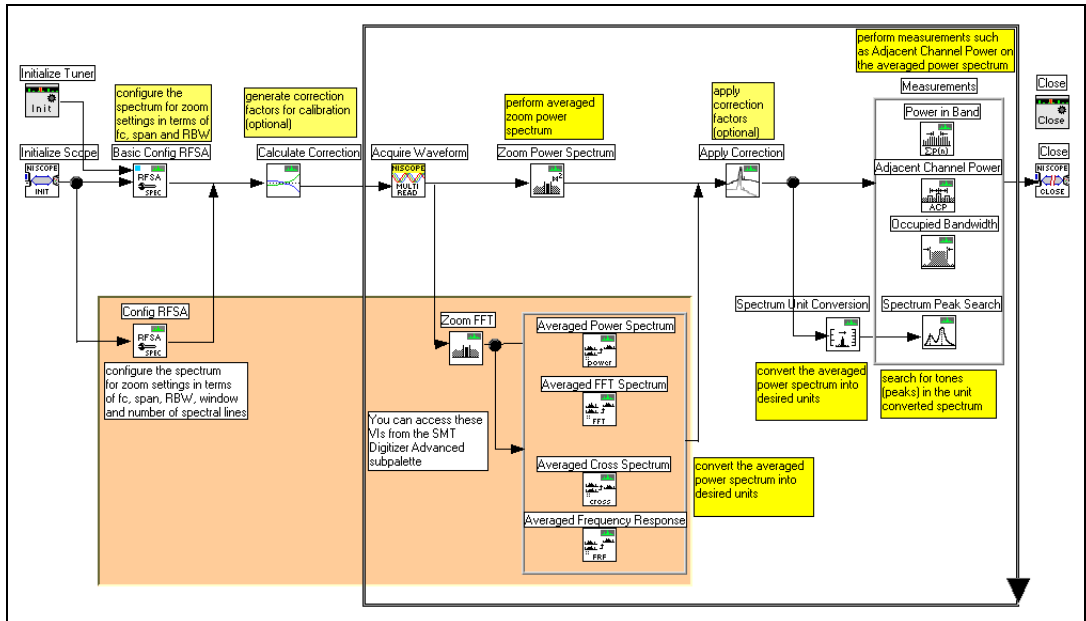 Initialize Tuner
Init
Initialize Scope
NISCOPE
INIT
configure the
spectrum for zoom
settings in terms
of fc, span and RBW
Basic Config RFSA
RFSA
SPEC
generate correction
factors for calibration
(optional)
Calculate Correction
Acquire Waveform
NISCOPE
MULTI
READ
perform averaged
zoom power
spectrum
Zoom Power Spectrum
apply
correction
factors
(optional)
Apply Correction
perform measurements such
as Adjacent Channel Power on
the averaged power spectrum
Measurements
Power in Band
ΣP(n)
Adjacent Channel Power
ACP
Occupied Bandwidth
Close
Close
Close
NISCOPE
CLOSE
Config RFSA
RFSA
SPEC
configure the spectrum
for zoom settings in terms
of fc, span, RBW, window
and number of spectral lines
Zoom FFT
You can access these
VIs from the SMT
Digitizer Advanced
subpalette
Averaged Power Spectrum
power
Averaged FFT Spectrum
FFT
Averaged Cross Spectrum
cross
Averaged Frequency Response
FRF
convert the averaged
power spectrum into
desired units
Spectrum Unit Conversion
convert the averaged
power spectrum into
desired units
Spectrum Peak Search
search for tones
(peaks) in the unit
converted spectrum